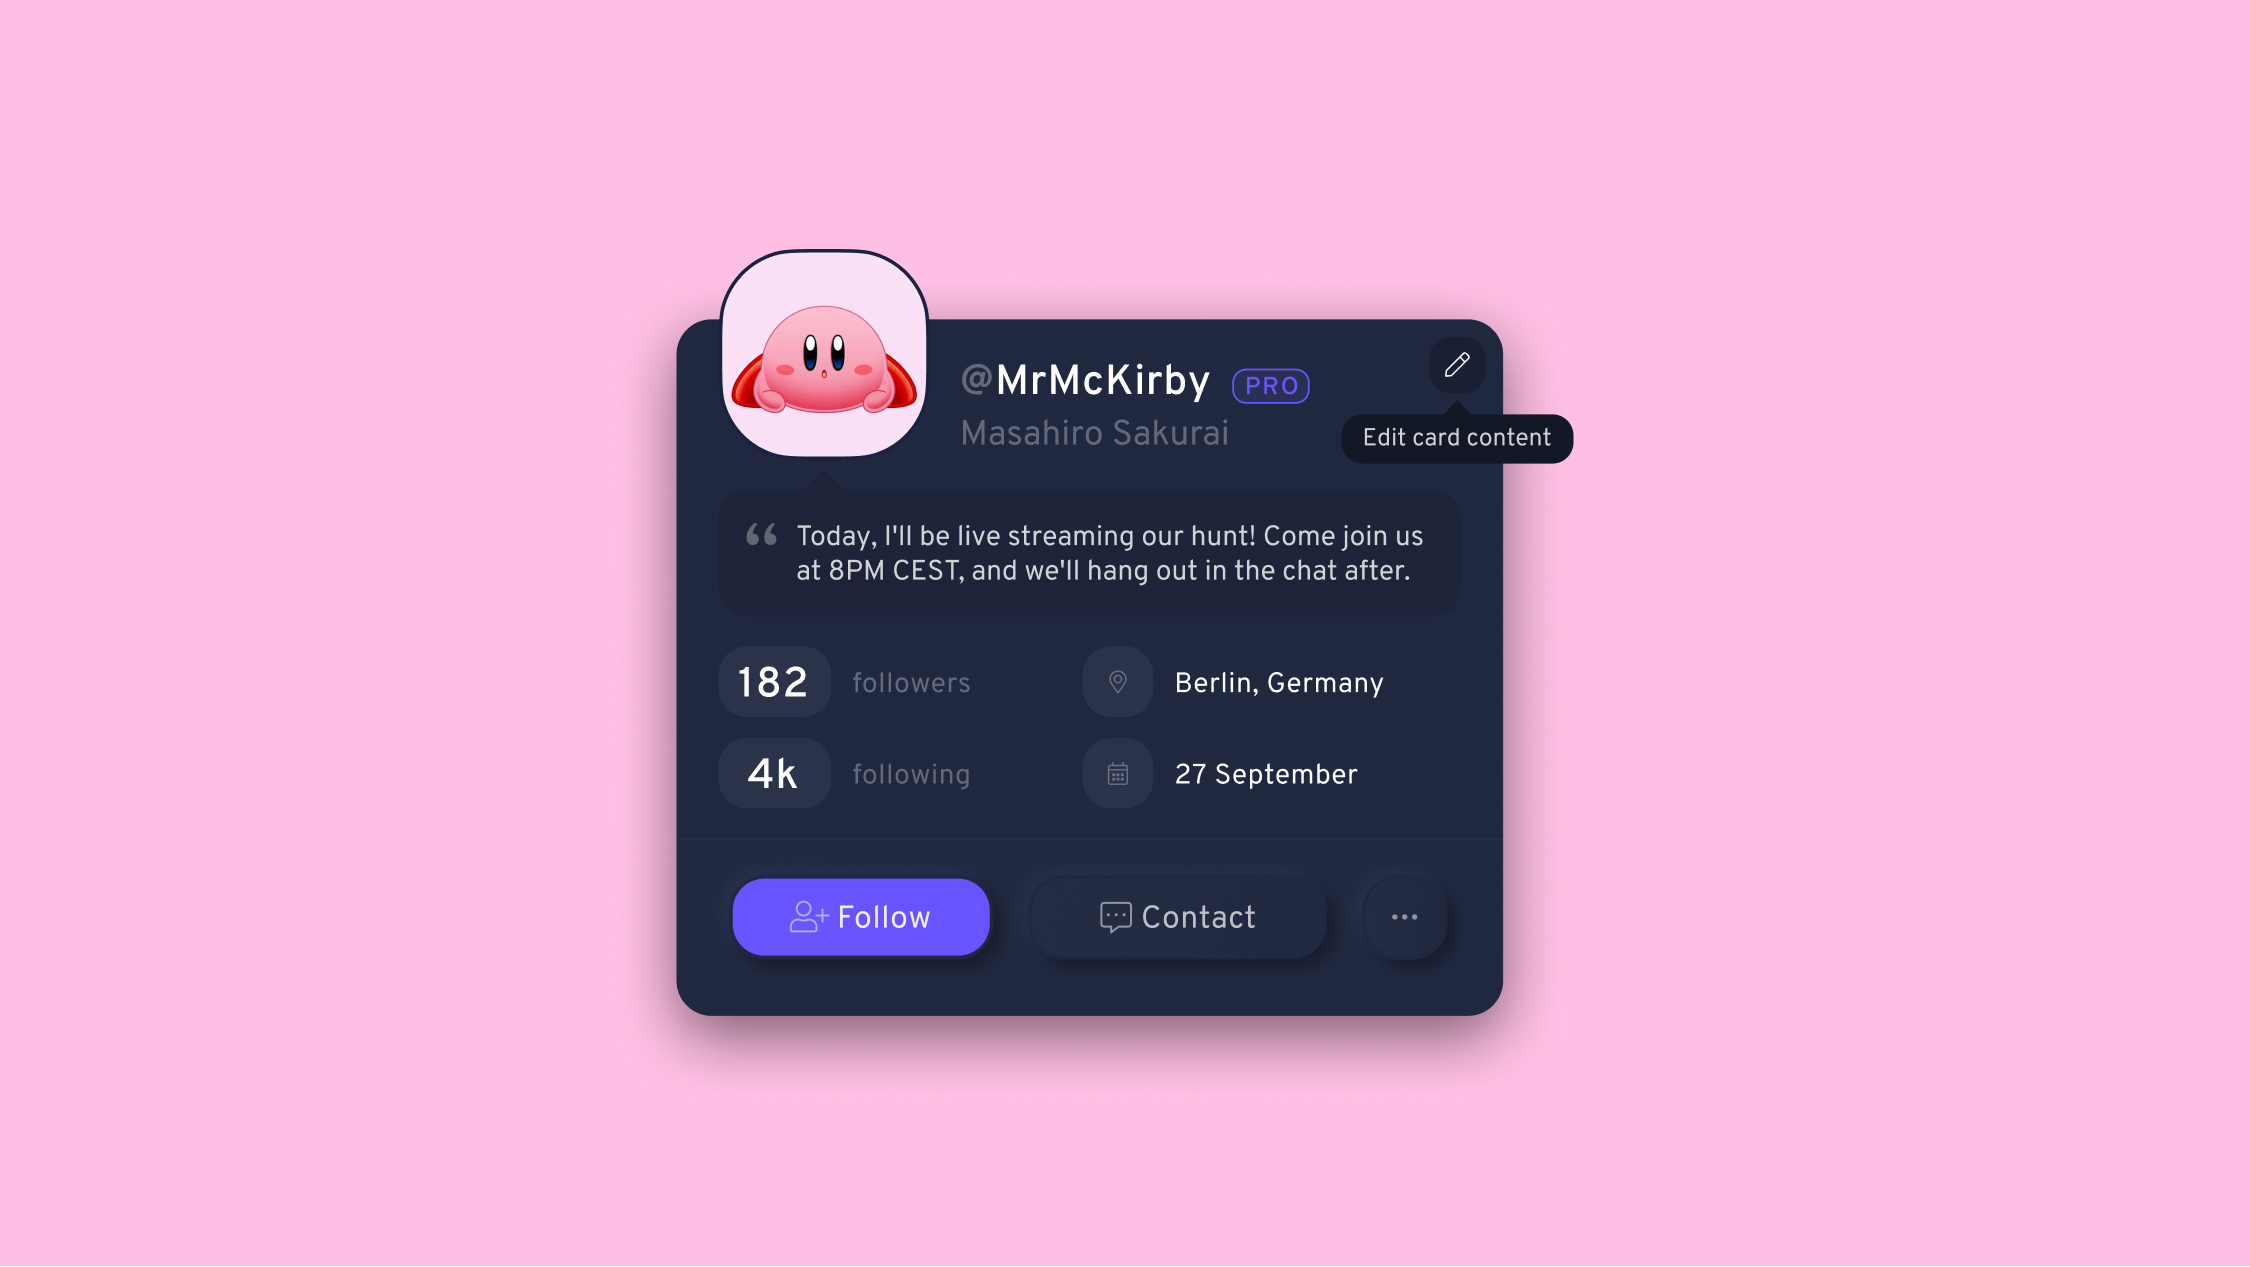 @MrMcKirby PRO
Masahiro Sakurai
Edit card content
“ Today, I'll be live streaming our hunt! Come join us
at 8PM CEST, and we'll hang out in the chat after.
182 followers
Berlin, Germany
4k following
27 September
Follow
Contact